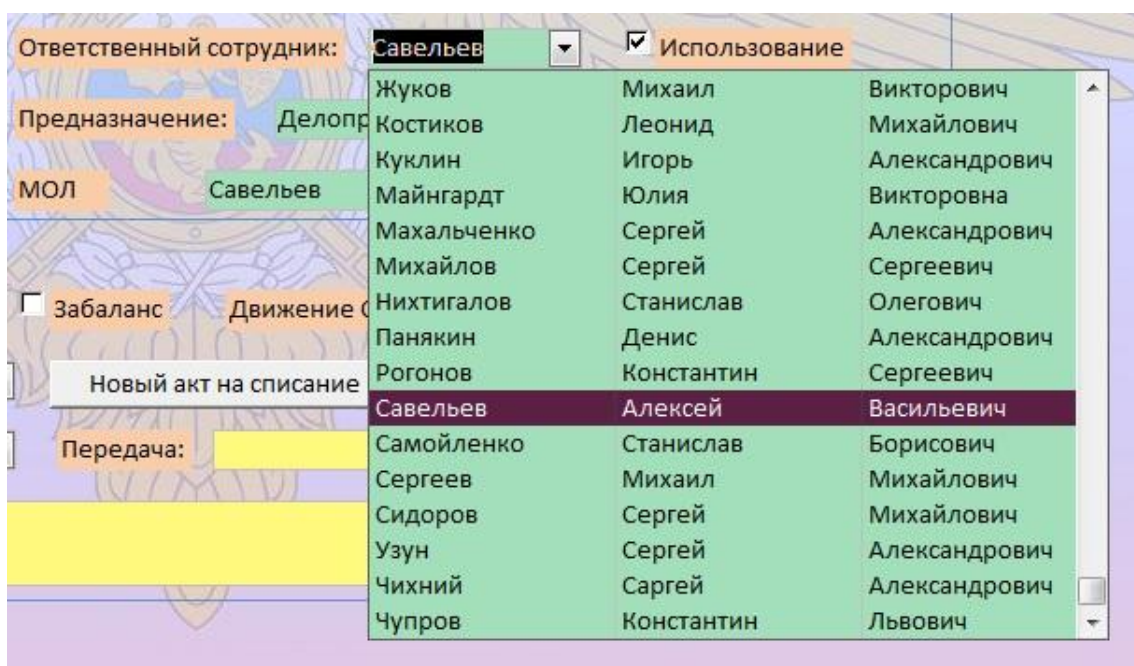 Ответственный сотрудник: Савельев Использование
Жуков Михаил Викторович
Предназначение: Делопр Костиков Леонид Михайлович
Куклин Игорь Александрович
МОЛ Савельев Майнгардт Юлия Викторовна
Махальченко Сергей Александрович
Михайлов Сергей Сергеевич
Забаланс Движение Нихтигалов Станислав Олегович
Панякин Денис Александрович
Новый акт на списание Рогонов Константин Сергеевич
Савельев Алексей Васильевич
Передача: Самойленко Станислав Борисович
Сергеев Михаил Михайлович
Сидоров Сергей Михайлович
Узун Сергей Александрович
Чихний Саргей Александрович
Чупров Константин Львович